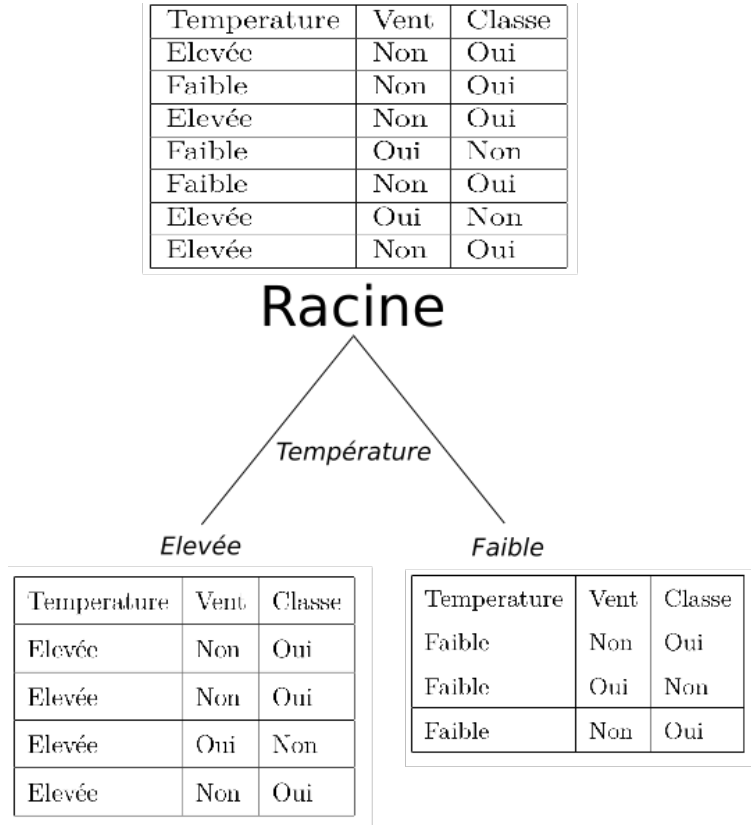 Temperature Vent Classe
Elevée Non Oui
Faible Non Oui
Elevée Non Oui
Faible Oui Non
Faible Non Oui
Elevée Oui Non
Elevée Non Oui
Racine
Température
Elevée
Faible
Temperature Vent Classe
Elevée Non Oui
Elevée Non Oui
Elevée Oui Non
Elevée Non Oui
Temperature Vent Classe
Faible Non Oui
Faible Oui Non
Faible Non Oui